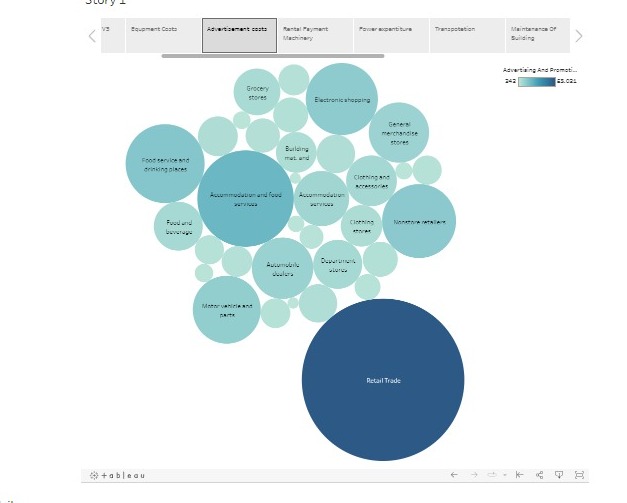 Story 1
VS
Equpment Costs
Advertisement costs
Rental Payment
Machinery
Power expenditure
Transpotation
Maintenance Of
Building
Advertising And Promoti...
343
25,021
Grocery
stores
Electronic shopping
General
merchandise
stores
Building
mat. and
Food service and
drinking places
Clothing and
accessories
Accommodation and food
services
Accommodation
services
Food and
beverage
Clothing
stores
Nonstore retailers
Automobile
dealers
Department
stores
Motor vehicle and
parts
Retail Trade
+ableau